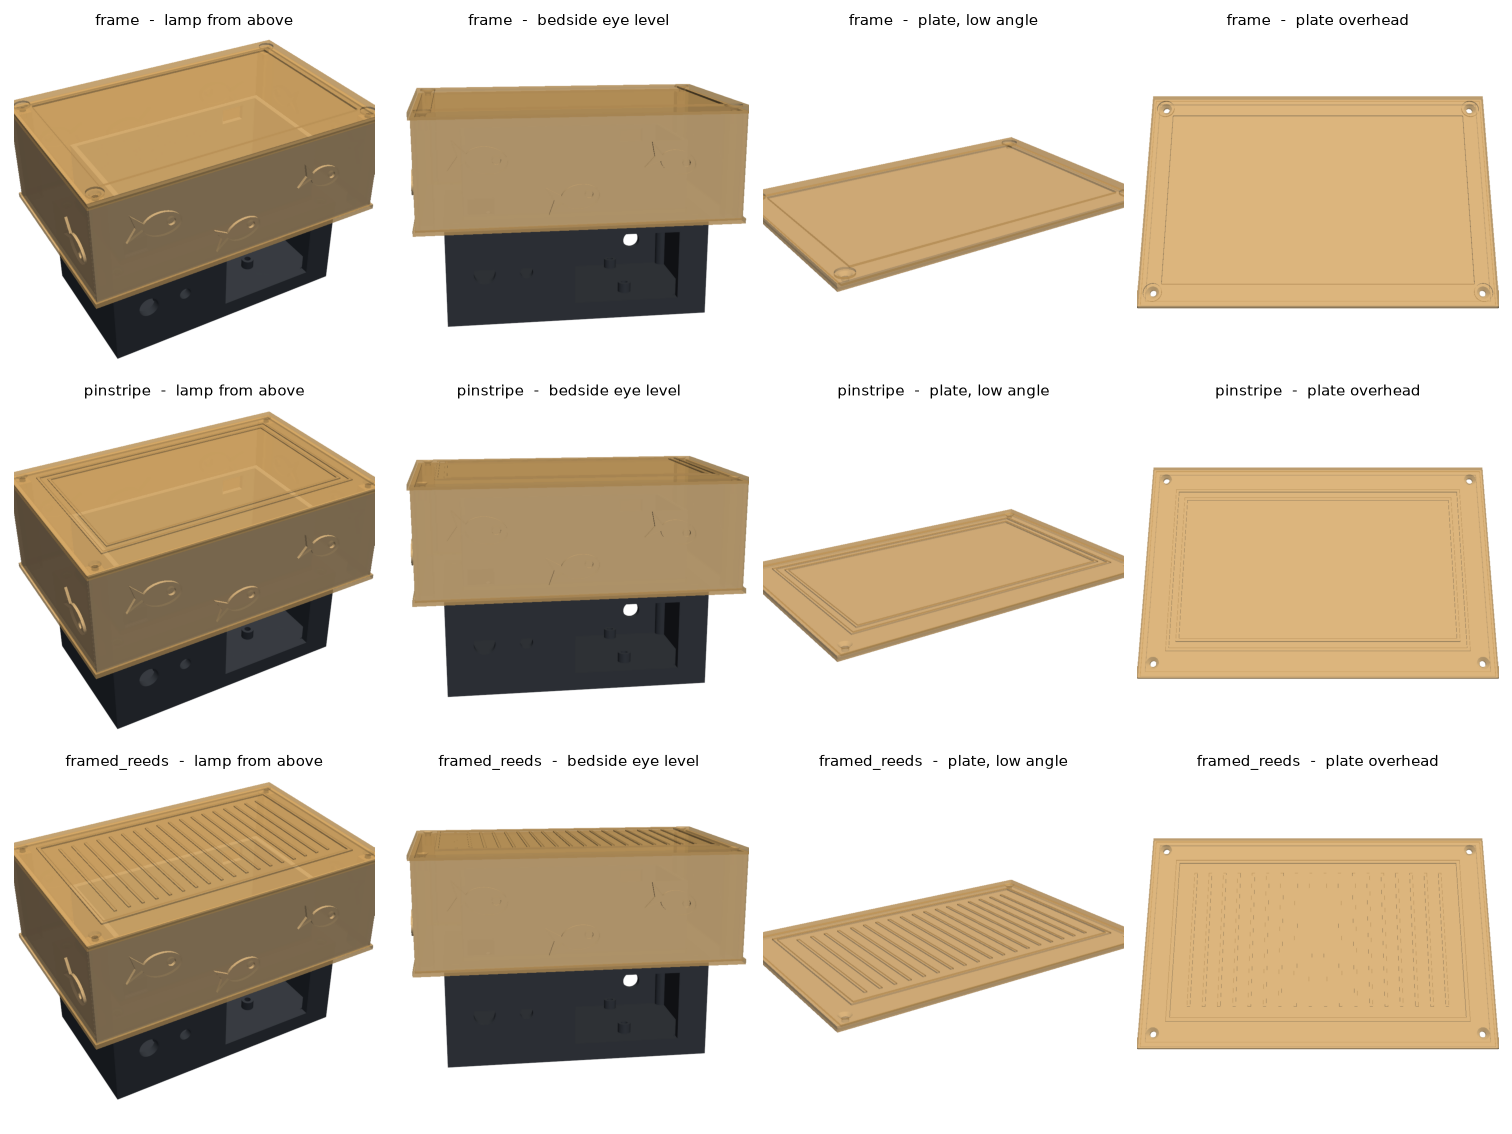 frame - lamp from above
frame - bedside eye level
frame - plate, low angle
frame - plate overhead
pinstripe - lamp from above
pinstripe - bedside eye level
pinstripe - plate, low angle
pinstripe - plate overhead
framed_reeds - lamp from above
framed_reeds - bedside eye level
framed_reeds - plate, low angle
framed_reeds - plate overhead